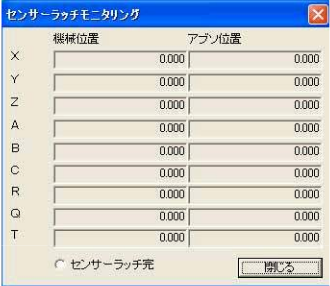 センサーラッチモニタリング
機械位置 アブソ位置
X 0.000 0.000
Y 0.000 0.000
Z 0.000 0.000
A 0.000 0.000
B 0.000 0.000
C 0.000 0.000
R 0.000 0.000
Q 0.000 0.000
T 0.000 0.000
センサーラッチ完 閉じる